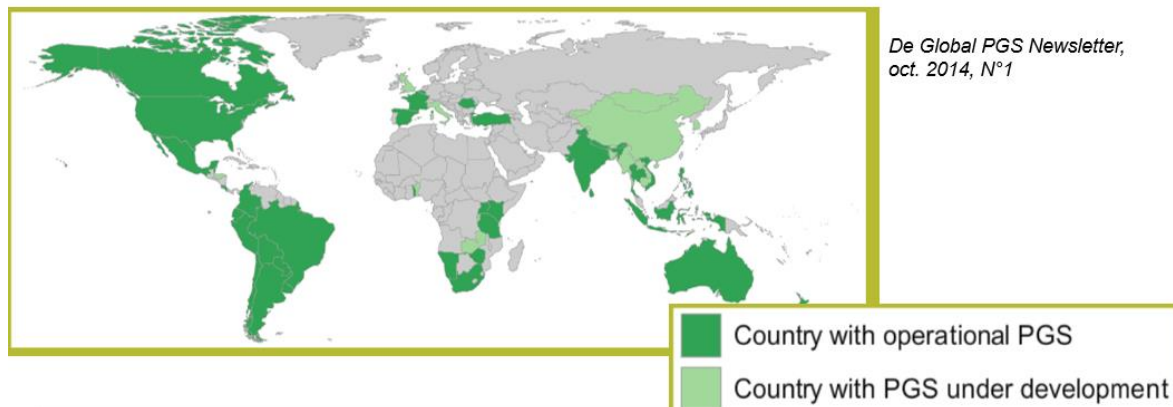 De Global PGS Newsletter,
oct. 2014, N°1
Country with operational PGS
Country with PGS under development